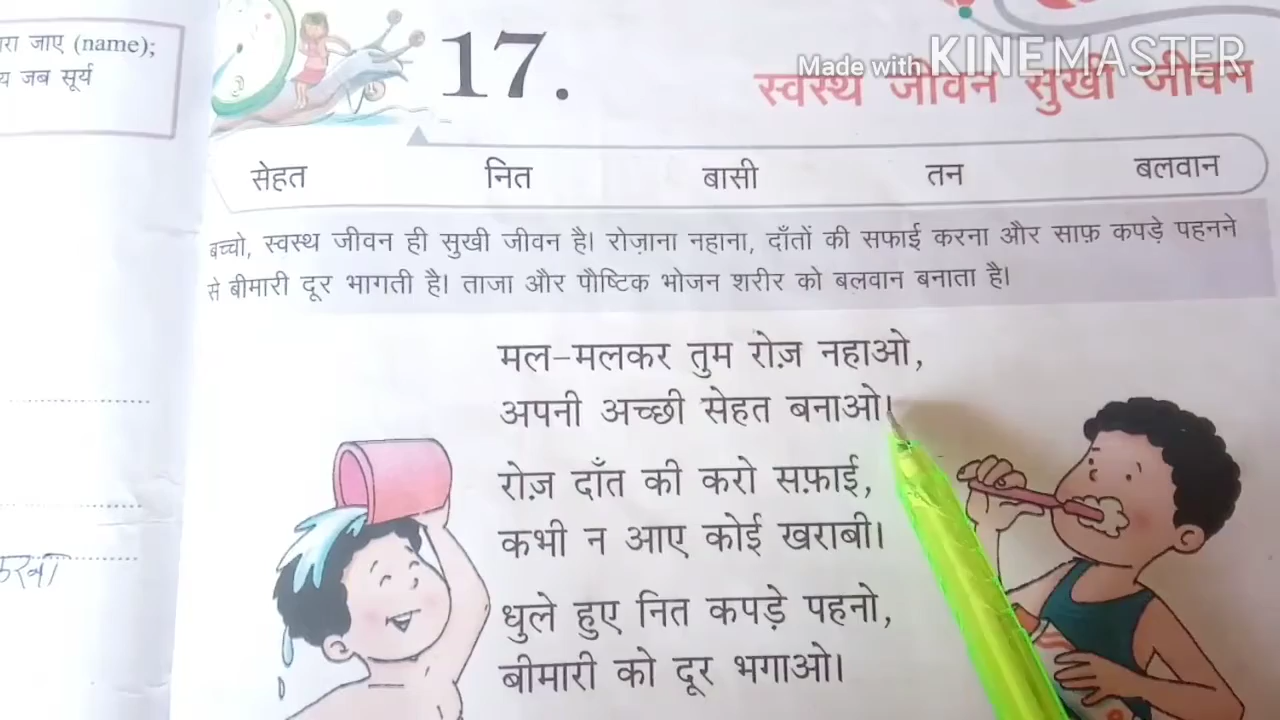 रा जाए (name);
य जब सूर्य
17.
Made with KINEMASTER
स्वस्थ जीवन सुखी जीवन
सेहत नित बासी तन बलवान
बच्चो, स्वस्थ जीवन ही सुखी जीवन है। रोज़ाना नहाना, दाँतों की सफाई करना और साफ़ कपड़े पहनने
से बीमारी दूर भागती है। ताजा और पौष्टिक भोजन शरीर को बलवान बनाता है।
मल-मलकर तुम रोज़ नहाओ,
अपनी अच्छी सेहत बनाओ।
रोज़ दाँत की करो सफ़ाई,
कभी न आए कोई खराबी।
धुले हुए नित कपड़े पहनो,
बीमारी को दूर भगाओ।